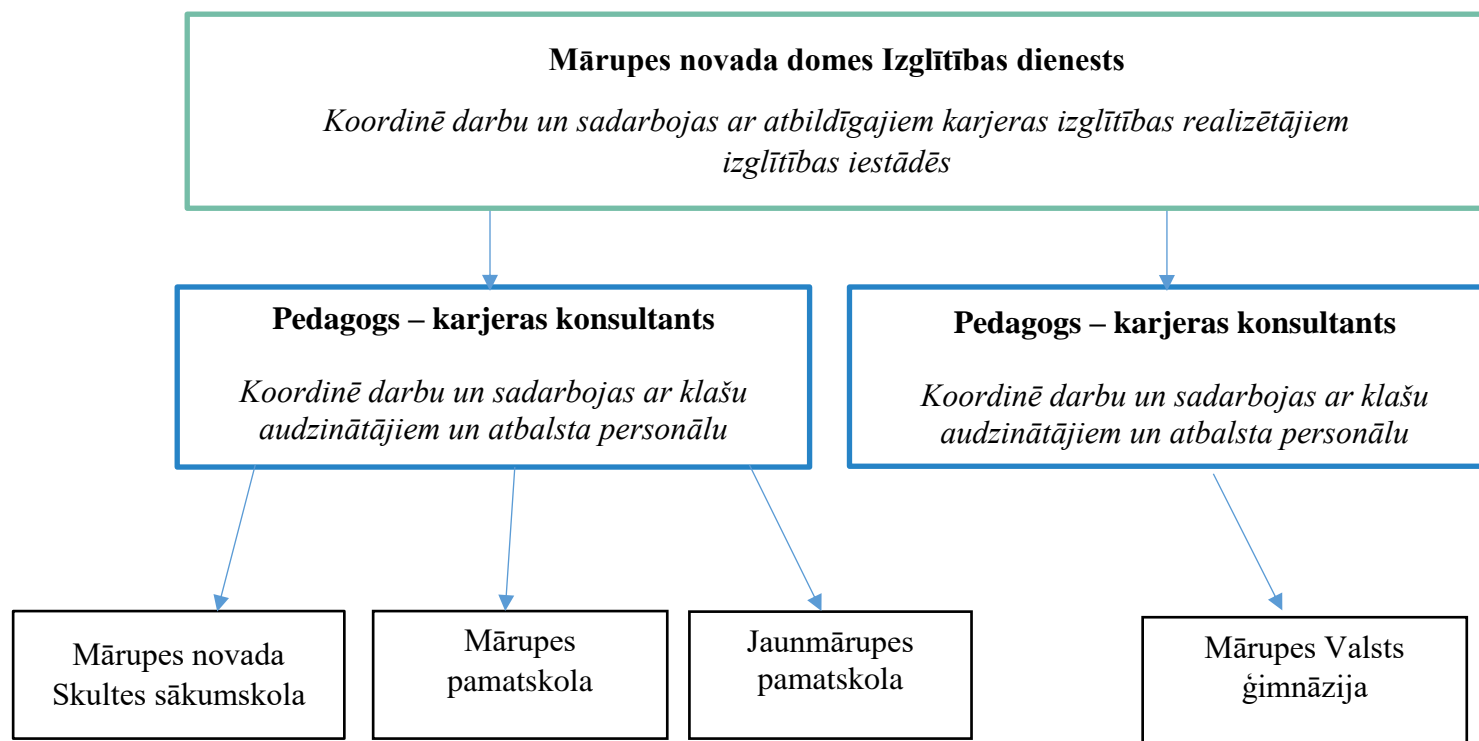 Mārupes novada domes Izglītības dienests
Koordinē darbu un sadarbojas ar atbildīgajiem karjeras izglītības realizētājiem
izglītības iestādēs
Pedagogs – karjeras konsultants
Koordinē darbu un sadarbojas ar klašu
audzinātājiem un atbalsta personālu
Pedagogs – karjeras konsultants
Koordinē darbu un sadarbojas ar klašu
audzinātājiem un atbalsta personālu
Mārupes novada
Skultes sākumskola
Mārupes
pamatskola
Jaunmārupes
pamatskola
Mārupes Valsts
ģimnāzija